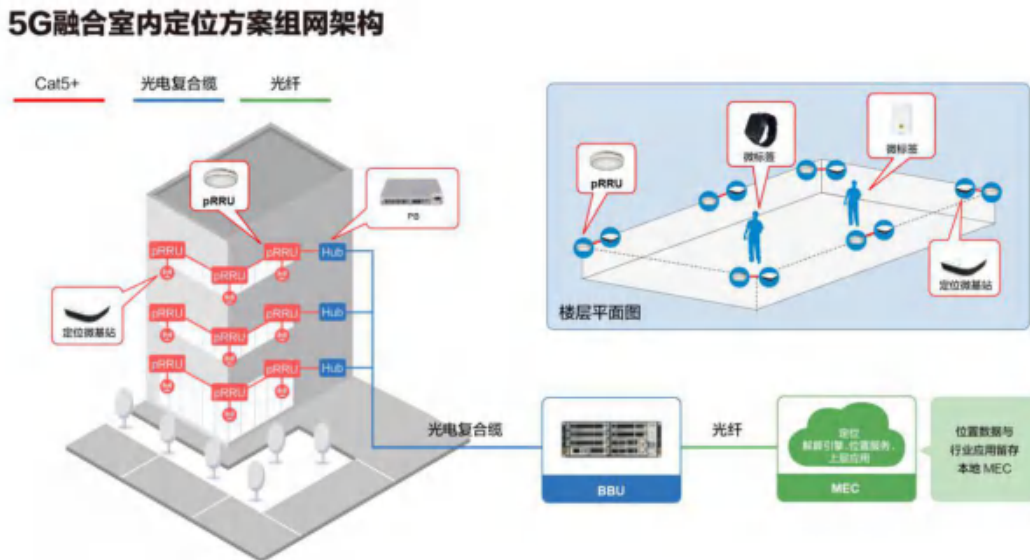 5G融合室内定位方案组网架构
Cat5+ 光电复合缆 光纤
pRRU
PB
pRRU pRRU pRRU Hub
定位微基站
pRRU pRRU pRRU Hub
pRRU pRRU pRRU Hub
微标签
微标签
pRRU
定位微基站
楼层平面图
光电复合缆
BBU
光纤
定位
解算引擎、位置服务、
上层应用
MEC
位置数据与
行业应用留存
本地 MEC